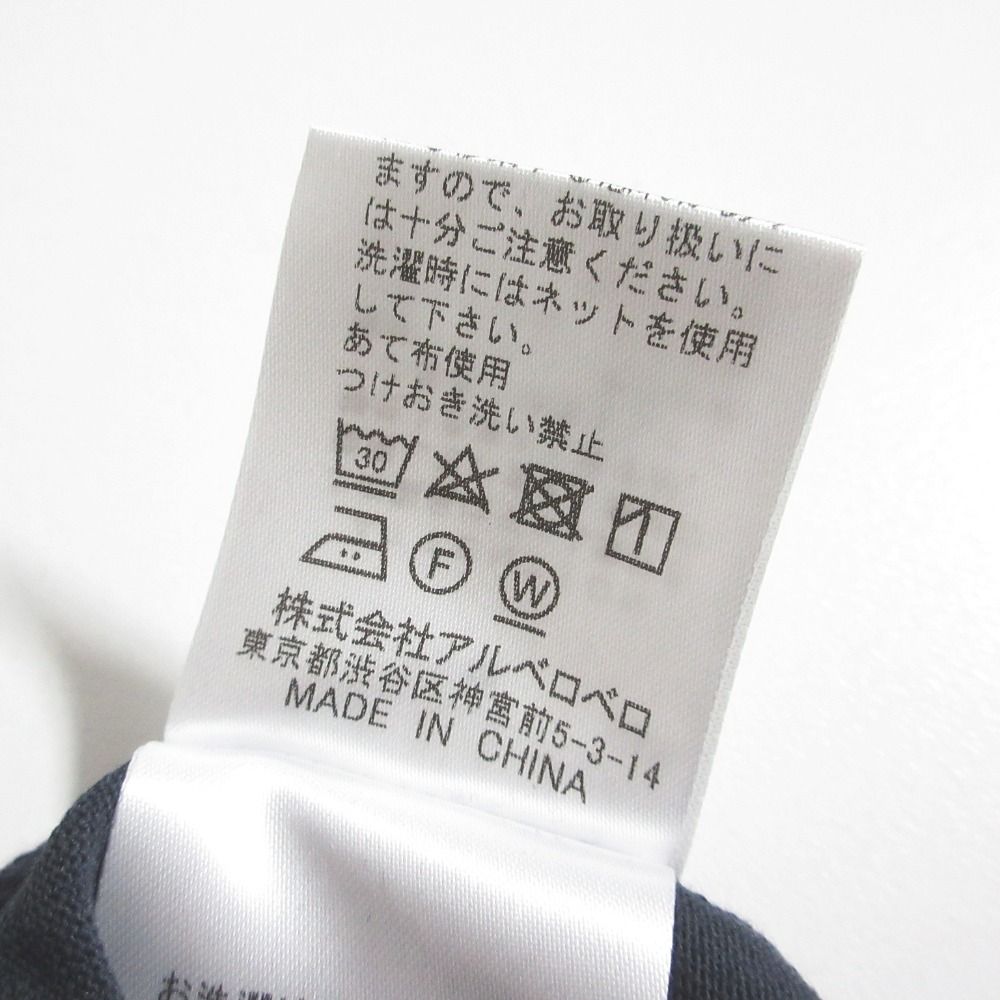 ますので、お取り扱いに
は十分ご注意ください。
洗濯時にはネットを使用
して下さい。
あて布使用
つけおき洗い禁止
30
F W
株式会社アルベロベロ
東京都渋谷区神宮前5-3-14
MADE IN CHINA
お洗濯